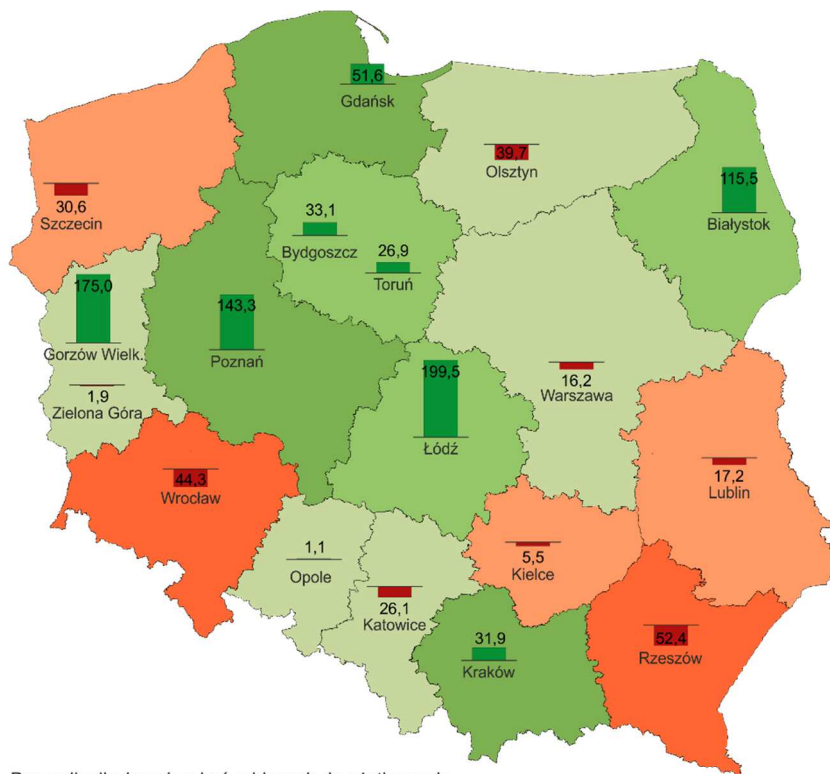 51,6
Gdańsk
39,7
Olsztyn
115,5
Białystok
30,6
Szczecin
33,1
Bydgoszcz
26,9
Toruń
175,0
Gorzów Wielk.
143,3
Poznań
1,9
Zielona Góra
199,5
Łódź
16,2
Warszawa
44,3
Wrocław
17,2
Lublin
5,5
Kielce
1,1
Opole
26,1
Katowice
31,9
Kraków
52,4
Rzeszów